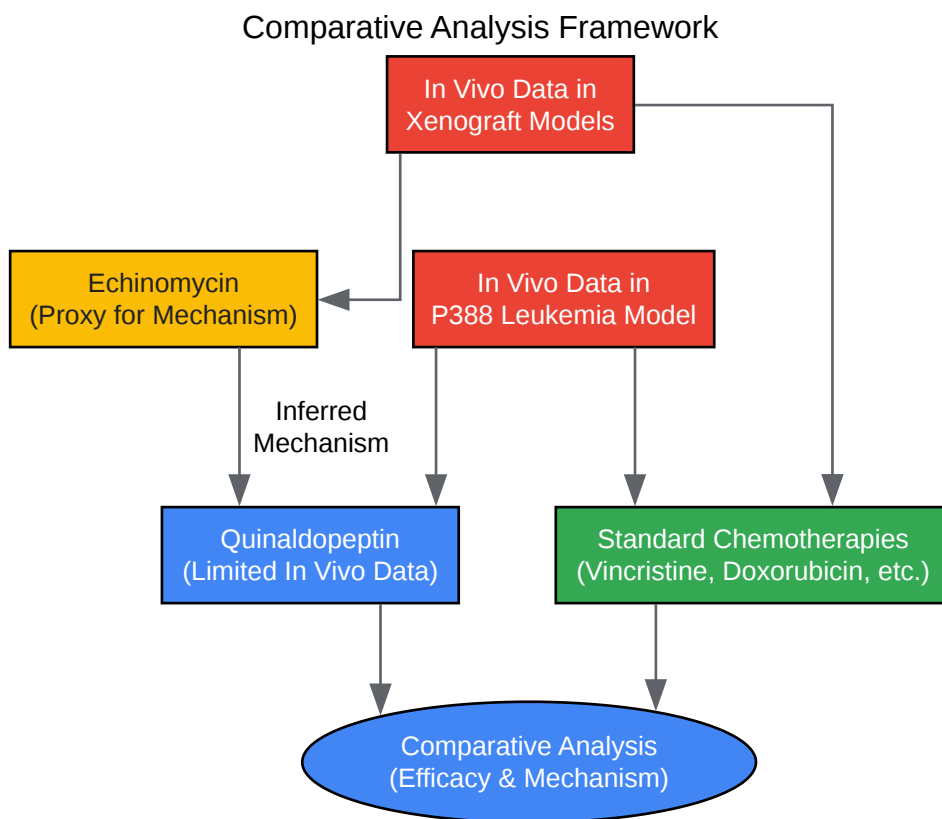 Comparative Analysis Framework
In Vivo Data in
Xenograft Models
Echinomycin
(Proxy for Mechanism)
In Vivo Data in
P388 Leukemia Model
Inferred
Mechanism
Quinaldopeptin
(Limited In Vivo Data)
Standard Chemotherapies
(Vincristine, Doxorubicin, etc.)
Comparative Analysis
(Efficacy & Mechanism)